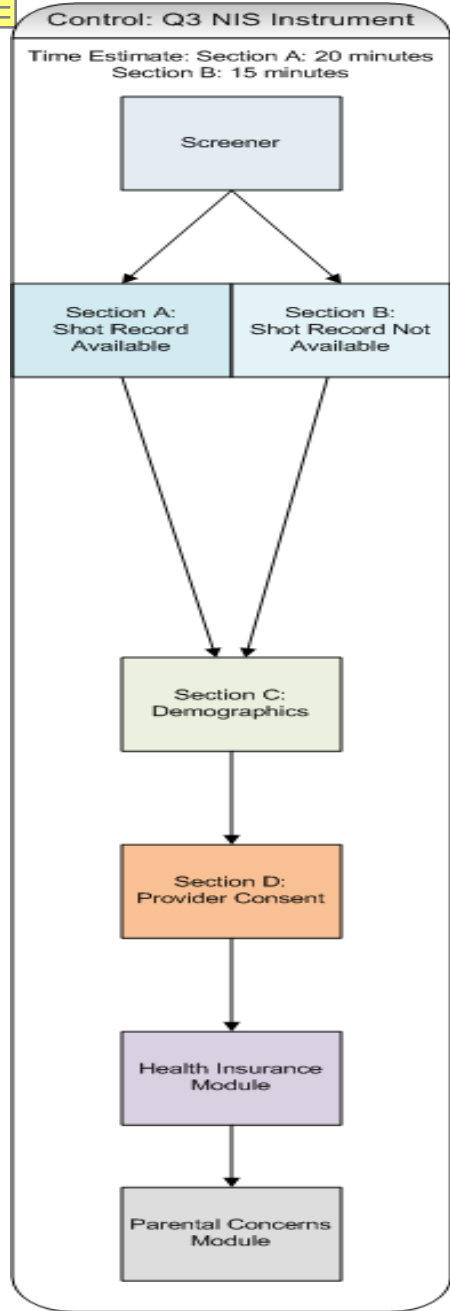 Control: Q3 NIS Instrument
Time Estimate: Section A: 20 minutes
Section B: 15 minutes
Screener
Section A:
Shot Record
Available
Section B:
Shot Record Not
Available
Section C:
Demographics
Section D:
Provider Consent
Health Insurance
Module
Parental Concerns
Module